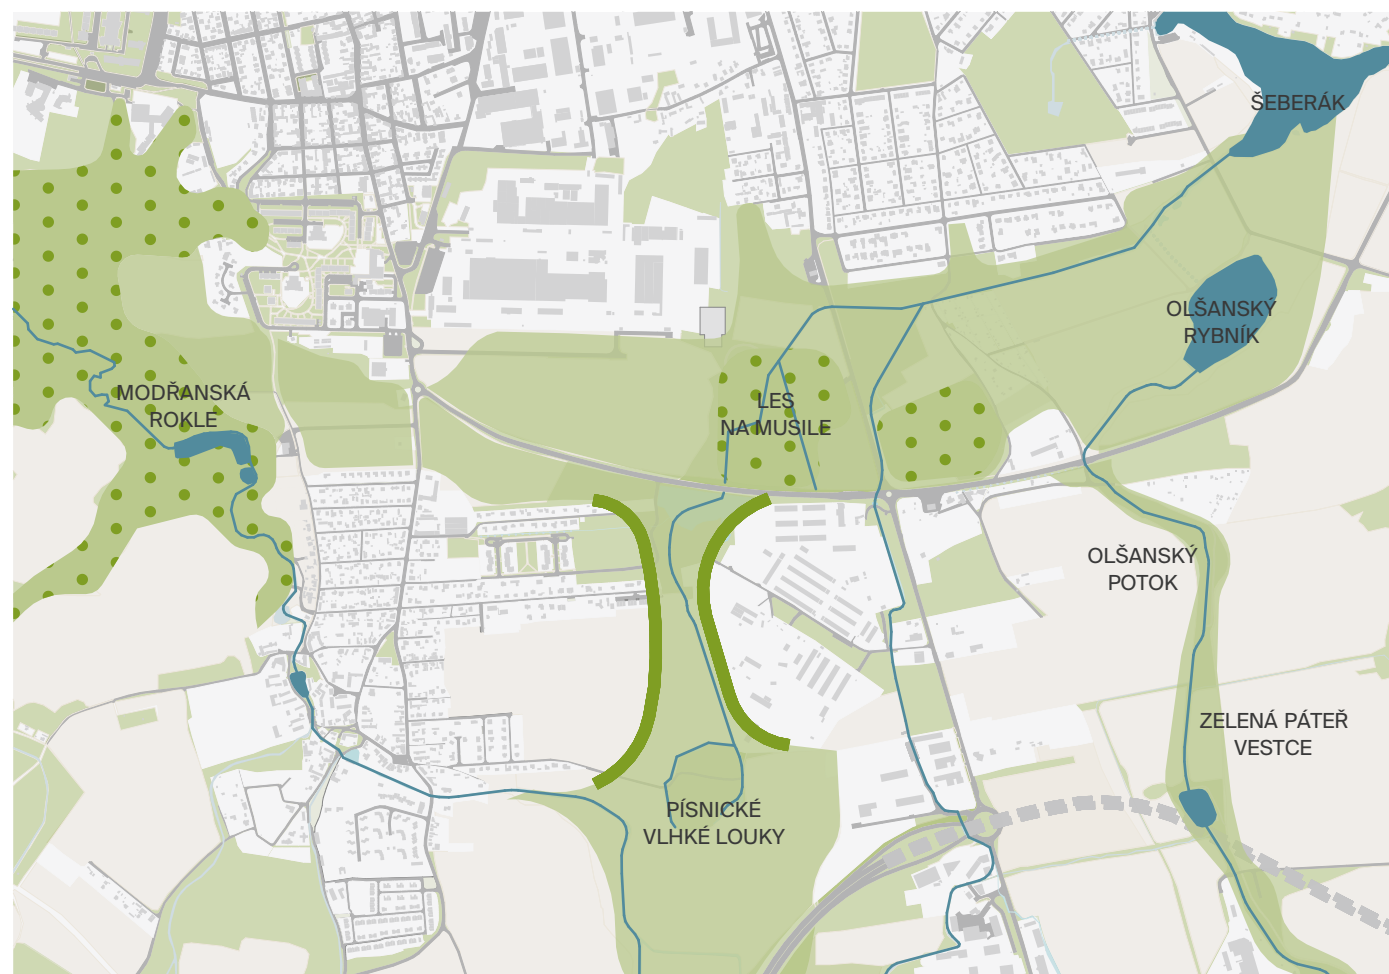 ŠEBERÁK
OLŠANSKÝ
RYBNÍK
MODŘANSKÁ
ROKLE
LES
NA MUSILE
OLŠANSKÝ
POTOK
ZELENÁ PÁTEŘ
VESTCE
PÍSNICKÉ
VLHKÉ LOUKY